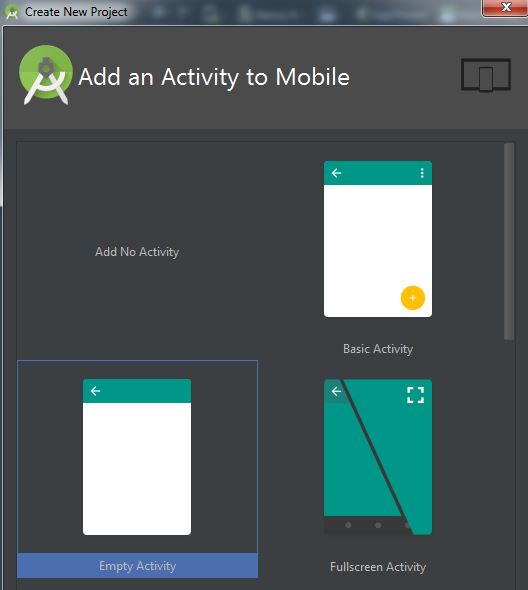 Create New Project
Add an Activity to Mobile
Add No Activity
Basic Activity
Empty Activity
Fullscreen Activity